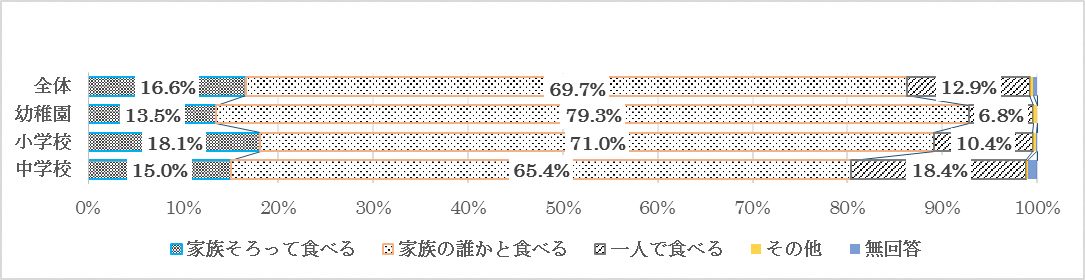 全体 16.6% 69.7% 12.9%
幼稚園 13.5% 79.3% 6.8%
小学校 18.1% 71.0% 10.4%
中学校 15.0% 65.4% 18.4%
0% 10% 20% 30% 40% 50% 60% 70% 80% 90% 100%
家族そろって食べる 家族の誰かと食べる 一人で食べる その他 無回答